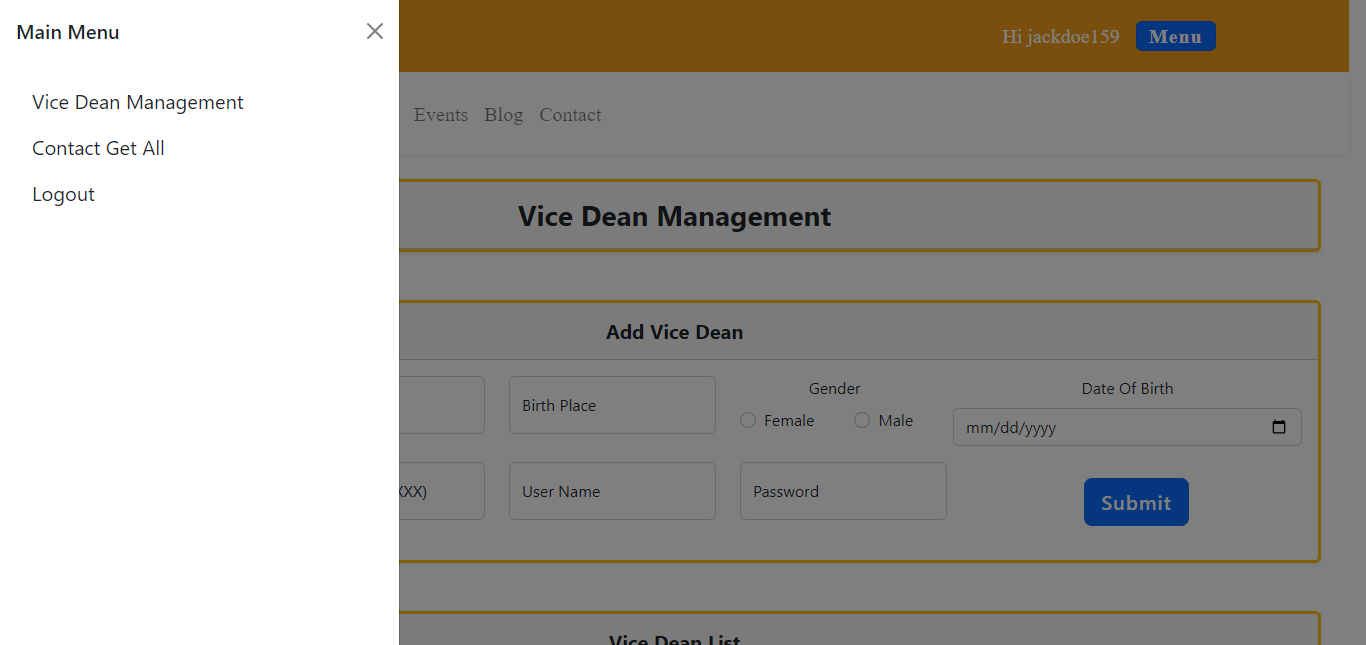 Main Menu
Vice Dean Management
Contact Get All
Logout
Hi jackdoe159 Menu
Events Blog Contact
Vice Dean Management
Add Vice Dean
Birth Place
Gender
Female Male
Date Of Birth
mm/dd/yyyy
XXX)
User Name
Password
Submit
Vice Dean List